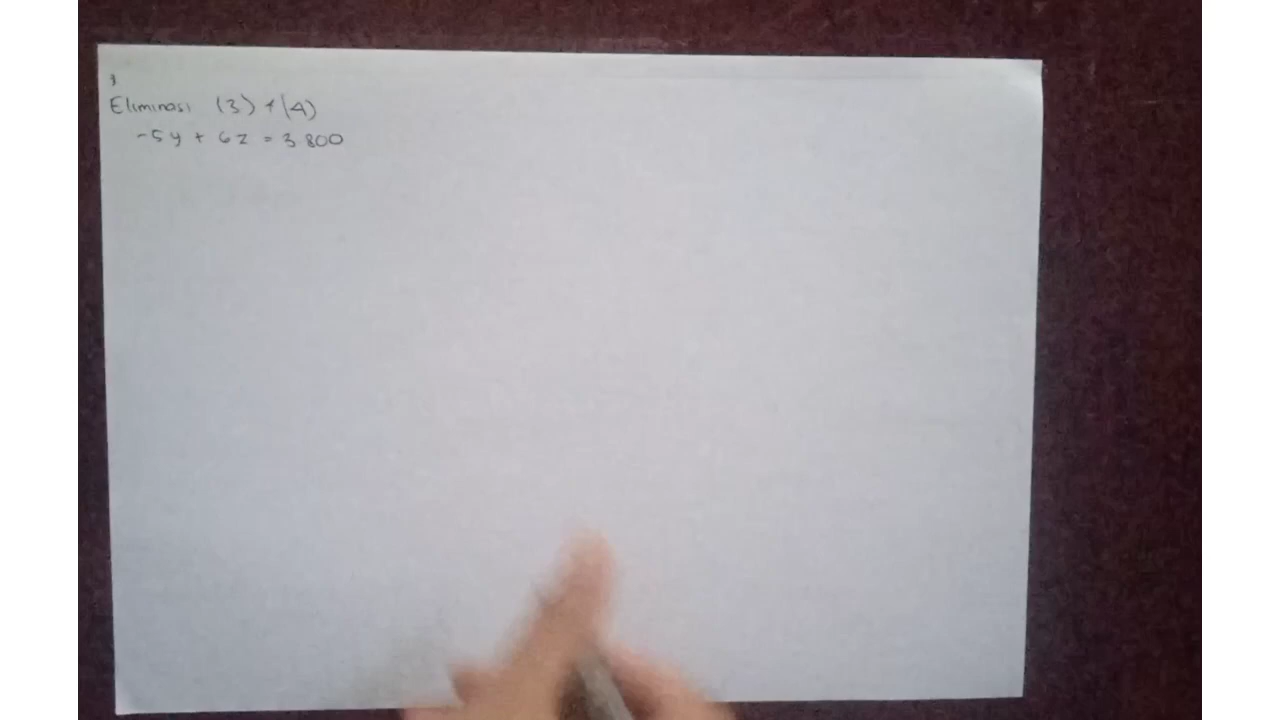 Eliminasi (3) + (4)
-5y + 6z = 3 800